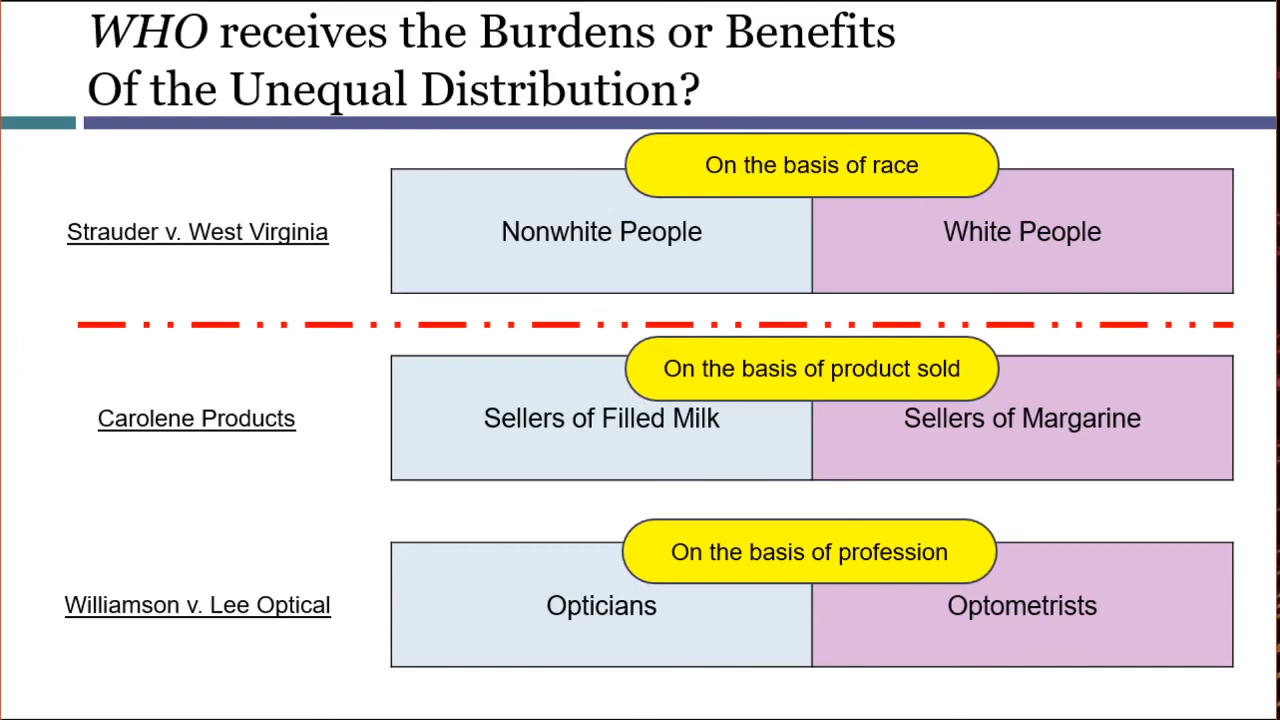 WHO receives the Burdens or Benefits
Of the Unequal Distribution?
On the basis of race
Strauder v. West Virginia
Nonwhite People
White People
On the basis of product sold
Carolene Products
Sellers of Filled Milk
Sellers of Margarine
On the basis of profession
Williamson v. Lee Optical
Opticians
Optometrists